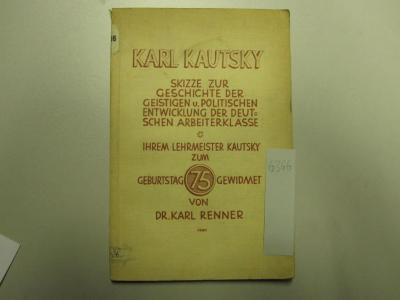 KARL KAUTSKY
SKIZZE ZUR
GESCHICHTE DER
GEISTIGEN u. POLITISCHEN
ENTWICKLUNG DER DEUT=
SCHEN ARBEITERKLASSE
IHREM LEHRMEISTER KAUTSKY
ZUM
GEBURTSTAG 75 GEWIDMET
VON
DR. KARL RENNER